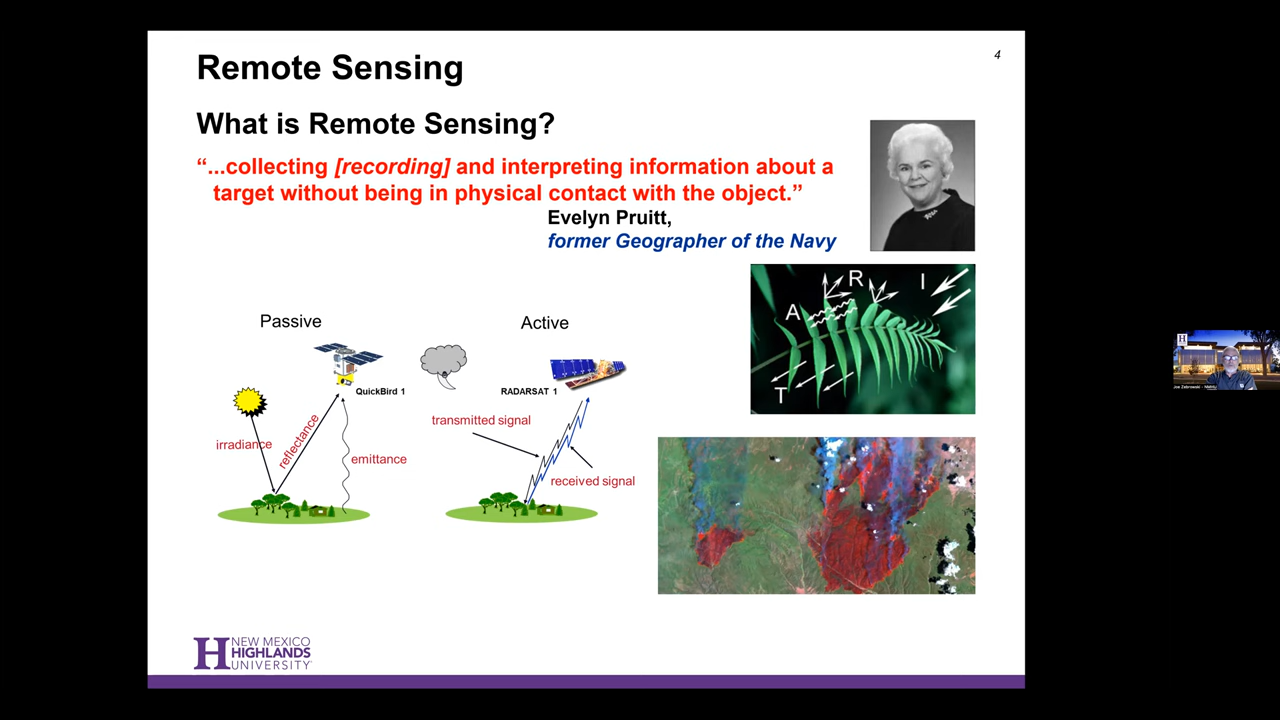 4
Remote Sensing
What is Remote Sensing?
“...collecting [recording] and interpreting information about a
target without being in physical contact with the object.”
Evelyn Pruitt,
former Geographer of the Navy
R
I
A
T
Passive
Active
QuickBird 1
RADARSAT 1
irradiance
reflectance
emittance
transmitted signal
received signal
H NEW MEXICO
HIGHLANDS
UNIVERSITY
H
Joe Zebrowski -